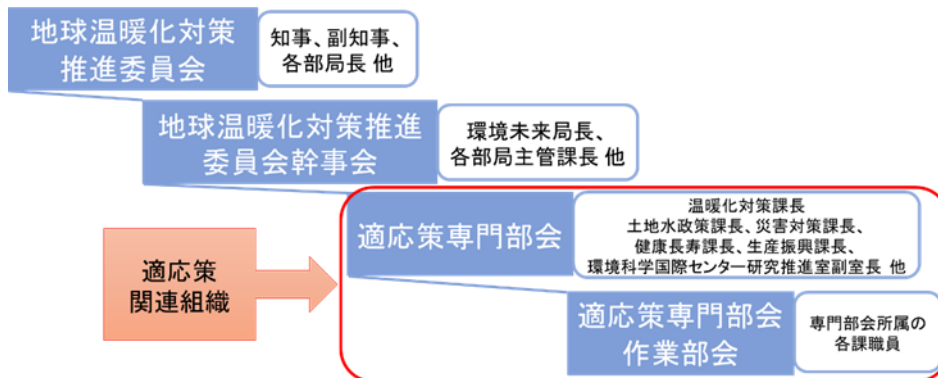 地球温暖化対策
推進委員会
知事、副知事、
各部局長 他
地球温暖化対策推進
委員会幹事会
環境未来局長、
各部局主管課長 他
適応策専門部会
温暖化対策課長
土地水政策課長、災害対策課長、
健康長寿課長、生産振興課長、
環境科学国際センター研究推進室副室長 他
適応策
関連組織
適応策専門部会
作業部会
専門部会所属の
各課職員